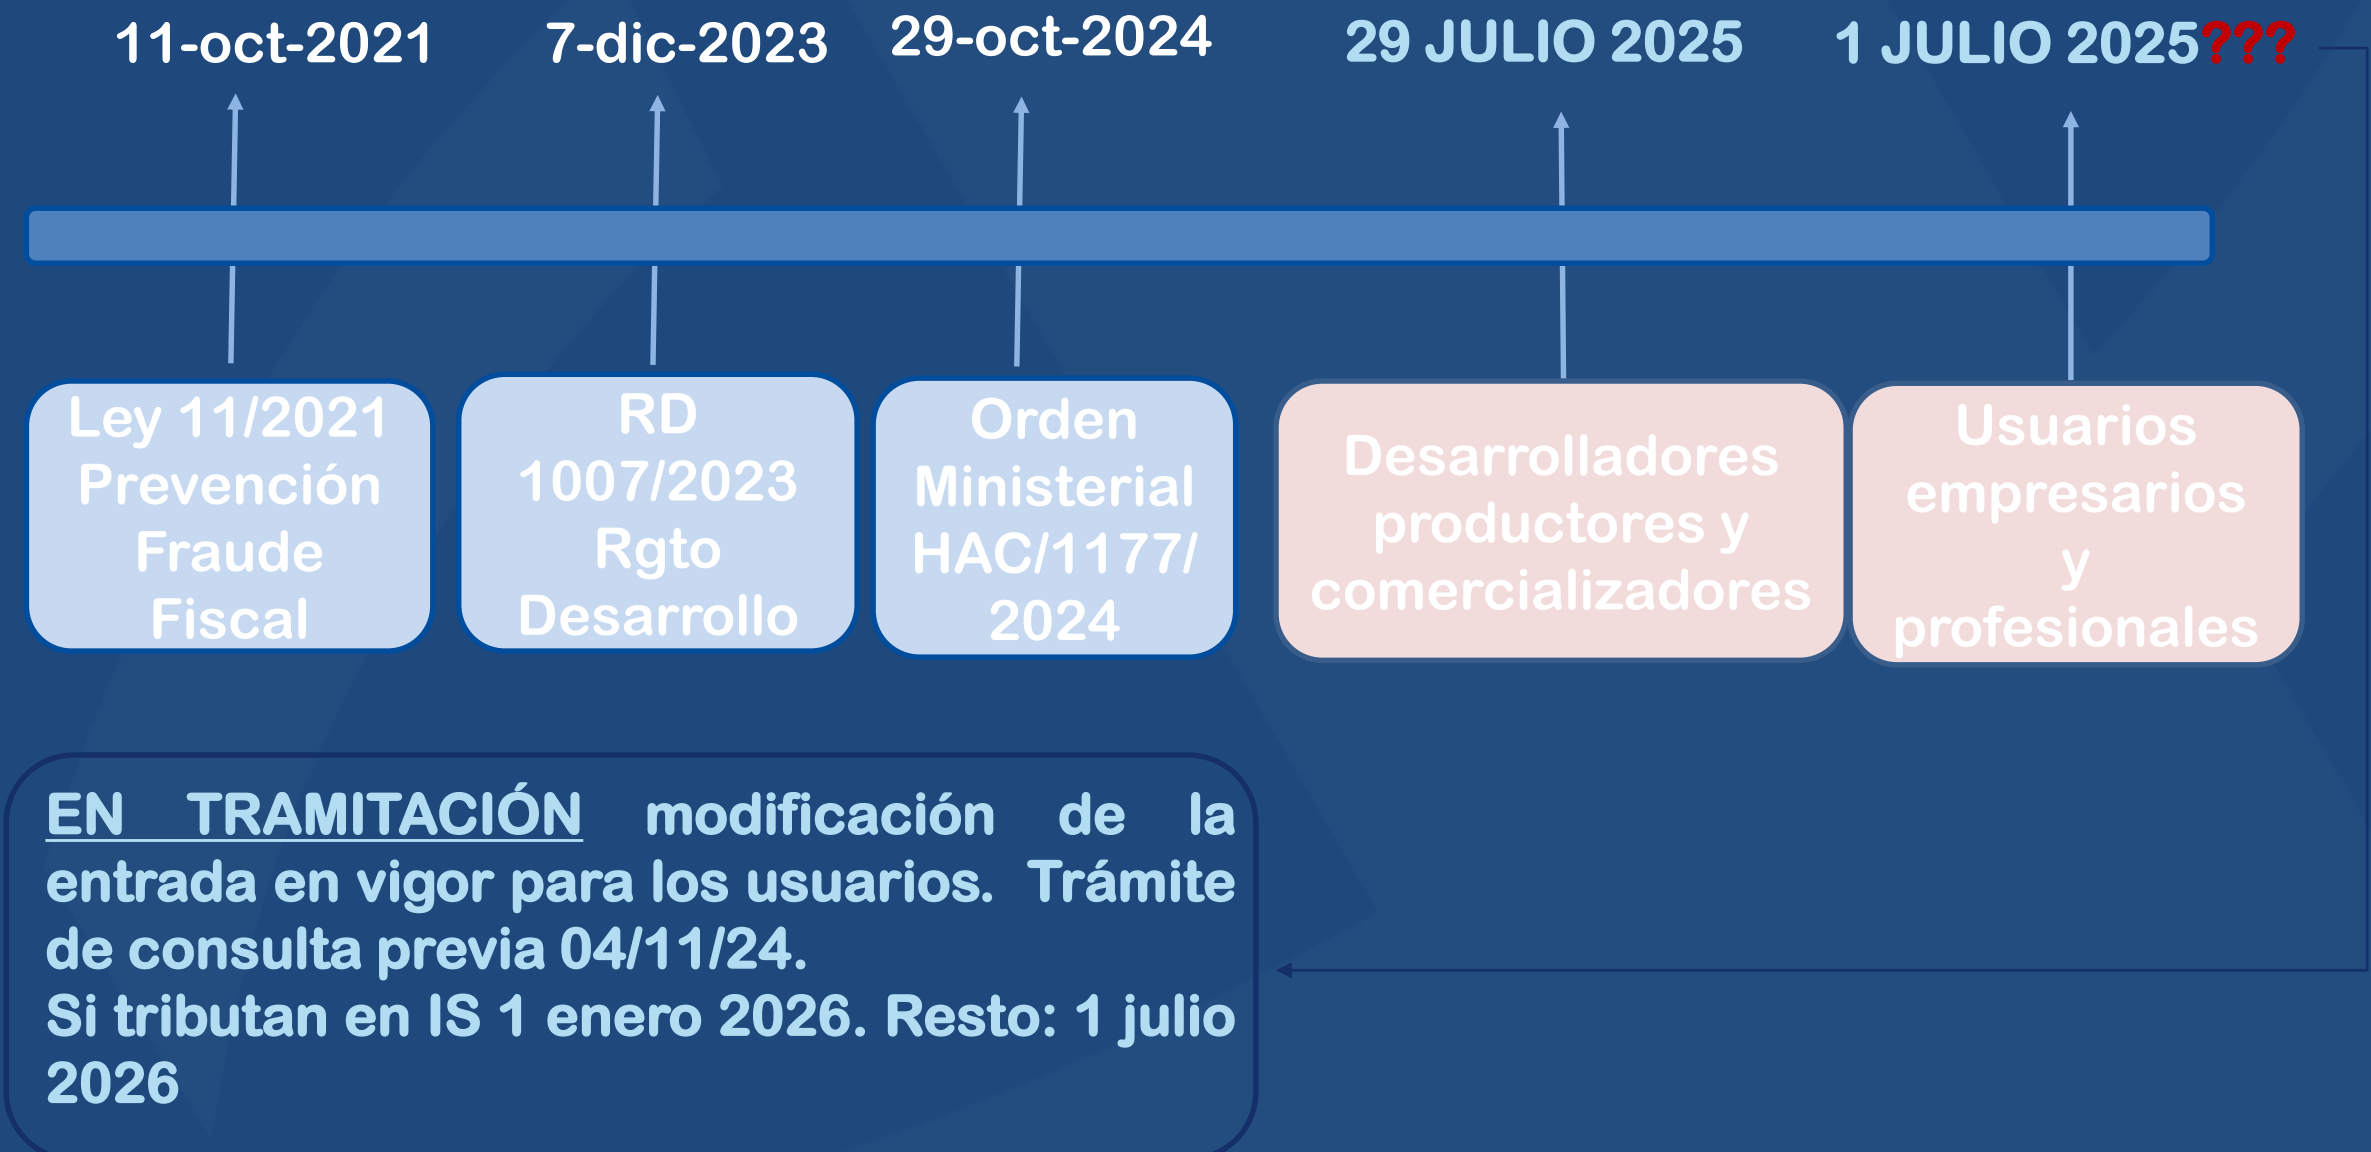 11-oct-2021
7-dic-2023
29-oct-2024
29 JULIO 2025
1 JULIO 2025???
Ley 11/2021
Prevención
Fraude
Fiscal
RD
1007/2023
Rgto
Desarrollo
Orden
Ministerial
HAC/1177/
2024
Desarrolladores
productores y
comercializadores
Usuarios
empresarios
y
profesionales
EN TRAMITACIÓN modificación de la
entrada en vigor para los usuarios. Trámite
de consulta previa 04/11/24.
Si tributan en IS 1 enero 2026. Resto: 1 julio
2026